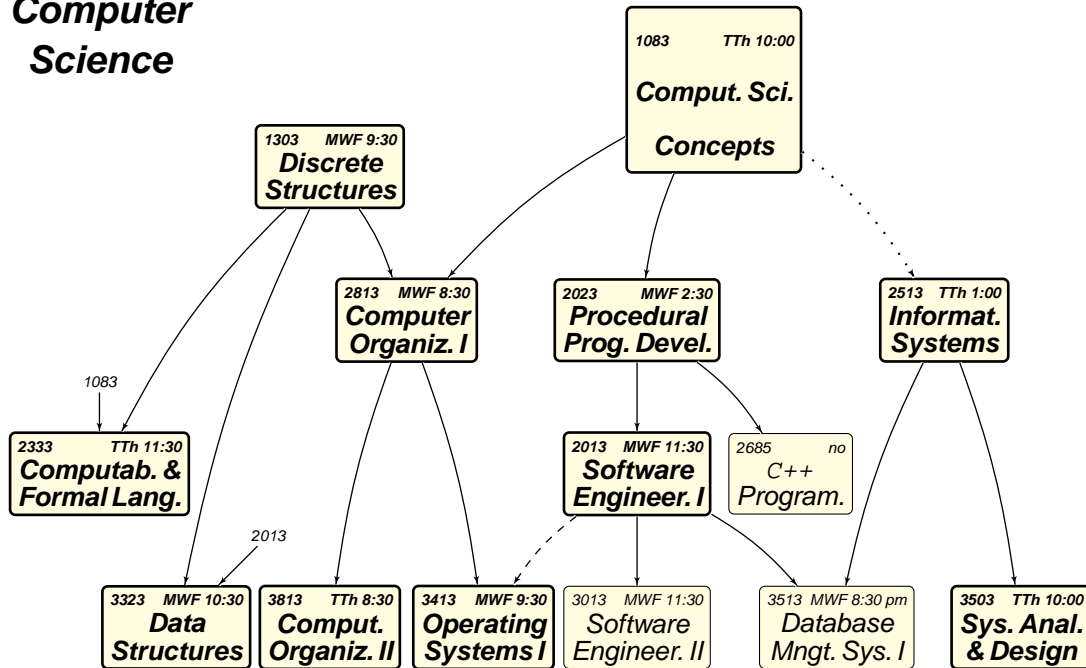 Computer
Science
1083 TTh 10:00
Comput. Sci.
Concepts
1303 MWF 9:30
Discrete
Structures
2813 MWF 8:30
Computer
Organiz. I
2023 MWF 2:30
Procedural
Prog. Devel.
2513 TTh 1:00
Informat.
Systems
1083
2333 TTh 11:30
Computab. &
Formal Lang.
2013 MWF 11:30
Software
Engineer. I
2685 no
C++
Program.
2013
3323 MWF 10:30
Data
Structures
3813 TTh 8:30
Comput.
Organiz. II
3413 MWF 9:30
Operating
Systems I
3013 MWF 11:30
Software
Engineer. II
3513 MWF 8:30 pm
Database
Mngt. Sys. I
3503 TTh 10:00
Sys. Anal.
& Design